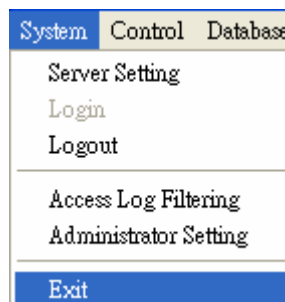 System Control Database
Server Setting
Login
Logout
Access Log Filtering
Administrator Setting
Exit